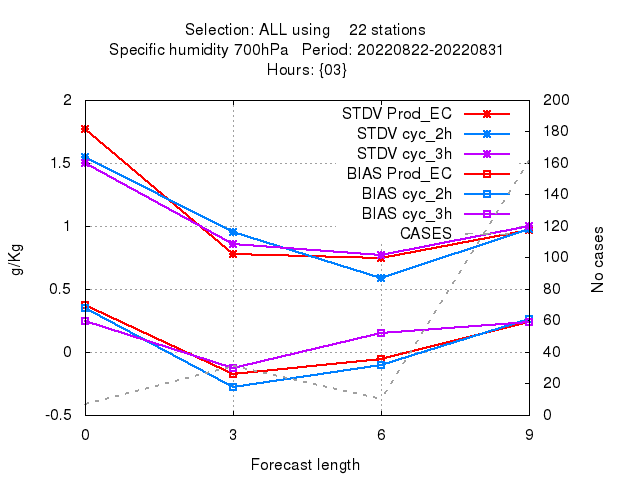 Selection: ALL using    22 stations
Specific humidity 700hPa   Period: 20220822-20220831
Hours: {03}
2
1.5
1
0.5
0
-0.5
g/Kg
STDV Prod_EC
STDV cyc_2h
STDV cyc_3h
BIAS Prod_EC
BIAS cyc_2h
BIAS cyc_3h
CASES
200
180
160
140
120
100
80
60
40
20
0
No cases
0 3 6 9
Forecast length